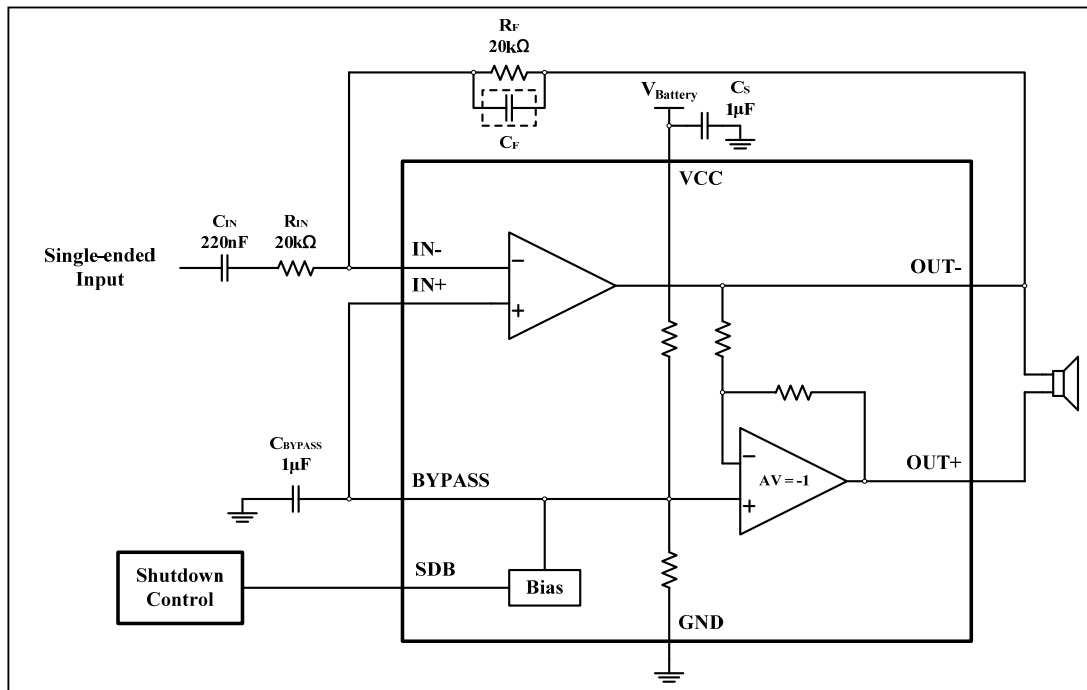 RF
20kΩ
VBattery
CS
1μF
CF
VCC
CIN
220nF
RIN
20kΩ
Single-ended
Input
IN-
IN+
OUT-
−
+
CBYPASS
1μF
BYPASS
−
AV = -1
+
OUT+
SDB
Shutdown
Control
Bias
GND